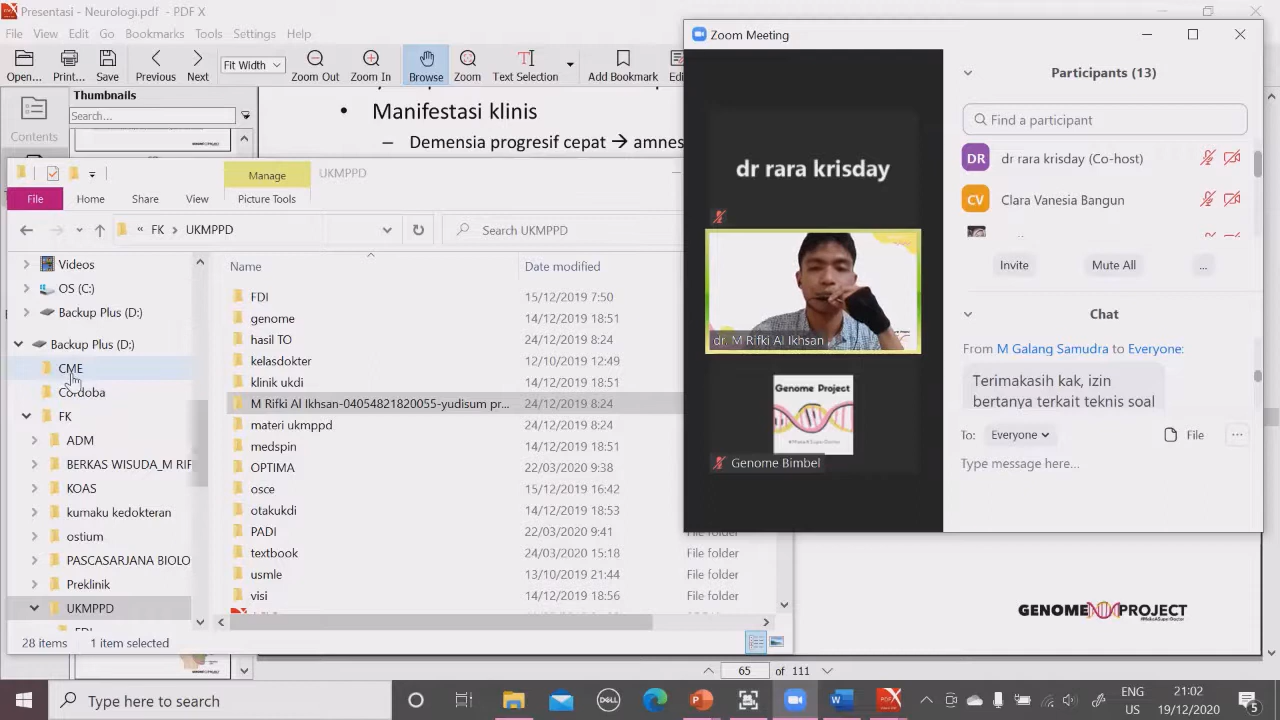 Presentasi - Neurologi.pdf - PDF X
File View Edit Go Bookmarks Tools Settings Help
Open... Print... Save Previous Next Fit Width Zoom Out Zoom In Browse Zoom Text Selection Add Bookmark Edi
Contents
Thumbnails
Search...
• Manifestasi klinis
– Demensia progresif cepat → amnes
Manage
UKMPPD
File Home Share View Picture Tools
« FK > UKMPPD
Search UKMPPD
Videos
OS (C:)
Backup Plus (D:)
Backup Plus (D:)
CME
FK
ADM
KOAS
kumaku kedokteran
ostium
PASCASARJANA BIOLO
Preklinik
UKMPPD
Name Date modified
FDI 15/12/2019 7:50
genome 14/12/2019 18:51
hasil TO 24/12/2019 8:24
kelasdokter 12/10/2019 12:49
klinik ukdi 14/12/2019 18:51
M Rifki Al Ikhsan-04054821820055-yudisum pr... 24/12/2019 8:24
materi ukmppd 24/12/2019 8:24
medspin 14/12/2019 18:51
OPTIMA 22/03/2020 9:38
osce 15/12/2019 16:42
otakukdi 14/12/2019 18:53
PADI 22/03/2020 9:41 File folder
textbook 24/03/2020 15:18 File folder
usmle 13/10/2019 21:44 File folder
visi 14/12/2019 18:56 File folder
28 items 1 item selected
Zoom Meeting
dr rara krisday
dr. M Rifki Al Ikhsan
Genome Project
Genome Bimbel
Participants (13)
Find a participant
DR dr rara krisday (Co-host)
CV Clara Vanesia Bangun
Invite Mute All ...
Chat
From M Galang Samudra to Everyone:
Terimakasih kak, izin
bertanya terkait teknis soal
To: Everyone File ...
Type message here...
GENOME PROJECT
65 of 111
Type here to search
DELL
ENG
US
21:02
19/12/2020
5